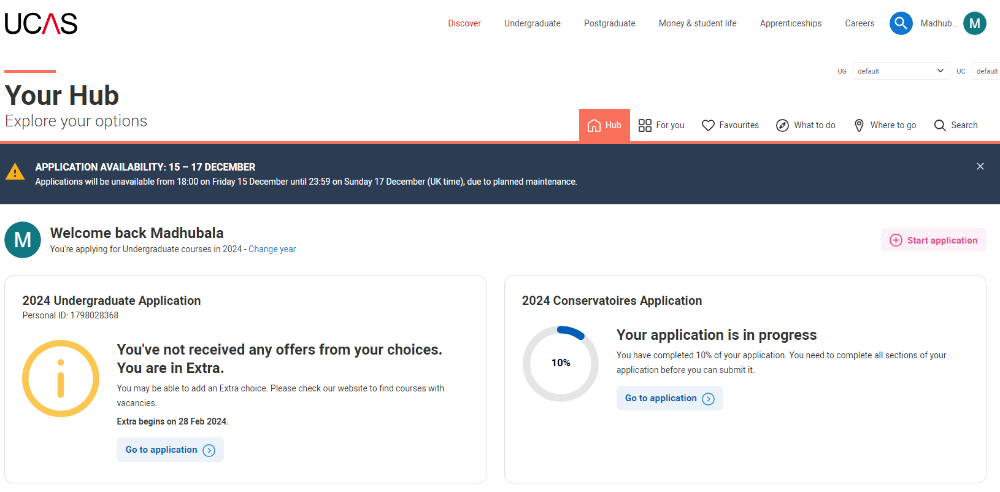 UCAS
Discover Undergraduate Postgraduate Money & student life Apprenticeships Careers Madhub... M
UG default UC default
Your Hub
Explore your options
Hub For you Favourites What to do Where to go Search
APPLICATION AVAILABILITY: 15 – 17 DECEMBER
Applications will be unavailable from 18:00 on Friday 15 December until 23:59 on Sunday 17 December (UK time), due to planned maintenance.
M
Welcome back Madhubala
You're applying for Undergraduate courses in 2024 - Change year
Start application
2024 Undergraduate Application
Personal ID: 1798028368
You've not received any offers from your choices.
You are in Extra.
You may be able to add an Extra choice. Please check our website to find courses with
vacancies.
Extra begins on 28 Feb 2024.
Go to application
2024 Conservatoires Application
10%
Your application is in progress
You have completed 10% of your application. You need to complete all sections of your
application before you can submit it.
Go to application